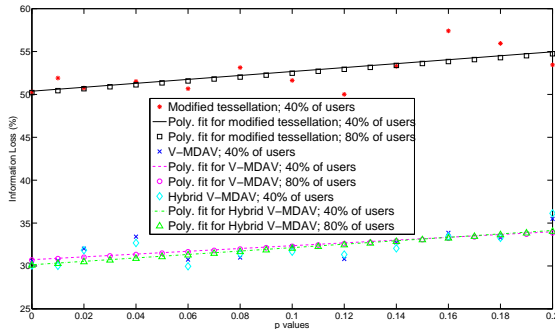 Information Loss (%)
60
55
50
45
40
35
30
25
Modified tessellation; 40% of users
Poly. fit for modified tessellation; 40% of users
Poly. fit for modified tessellation; 80% of users
V−MDAV; 40% of users
Poly. fit for V−MDAV; 40% of users
Poly. fit for V−MDAV; 80% of users
Hybrid V−MDAV; 40% of users
Poly. fit for Hybrid V−MDAV; 40% of users
Poly. fit for Hybrid V−MDAV; 80% of users
0 0.02 0.04 0.06 0.08 0.1 0.12 0.14 0.16 0.18 0.2
p values